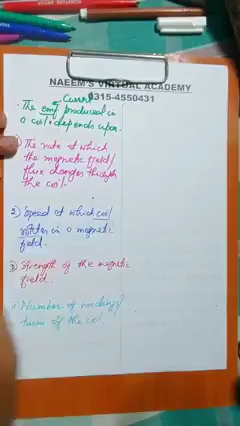 NAEEM'S VIRTUAL ACADEMY
0315-4550431
current
• The emf produced in
a coil depends upon.
1) The rate at which
the magnetic field/
flux changes through
the coil.
2) Speed at which coil
rotates in a magnetic
field.
3) Strength of the magnetic
field.
Number of windings/
turns of the coil.